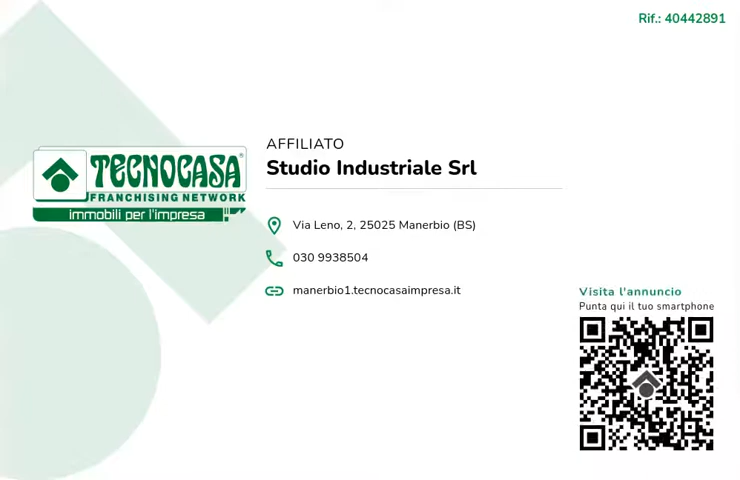 Rif.: 40442891
AFFILIATO
Studio Industriale Srl
TECNOCASA®
FRANCHISING NETWORK
immobili per l'impresa
Via Leno, 2, 25025 Manerbio (BS)
030 9938504
manerbio1.tecnocasaimpresa.it
Visita l'annuncio
Punta qui il tuo smartphone